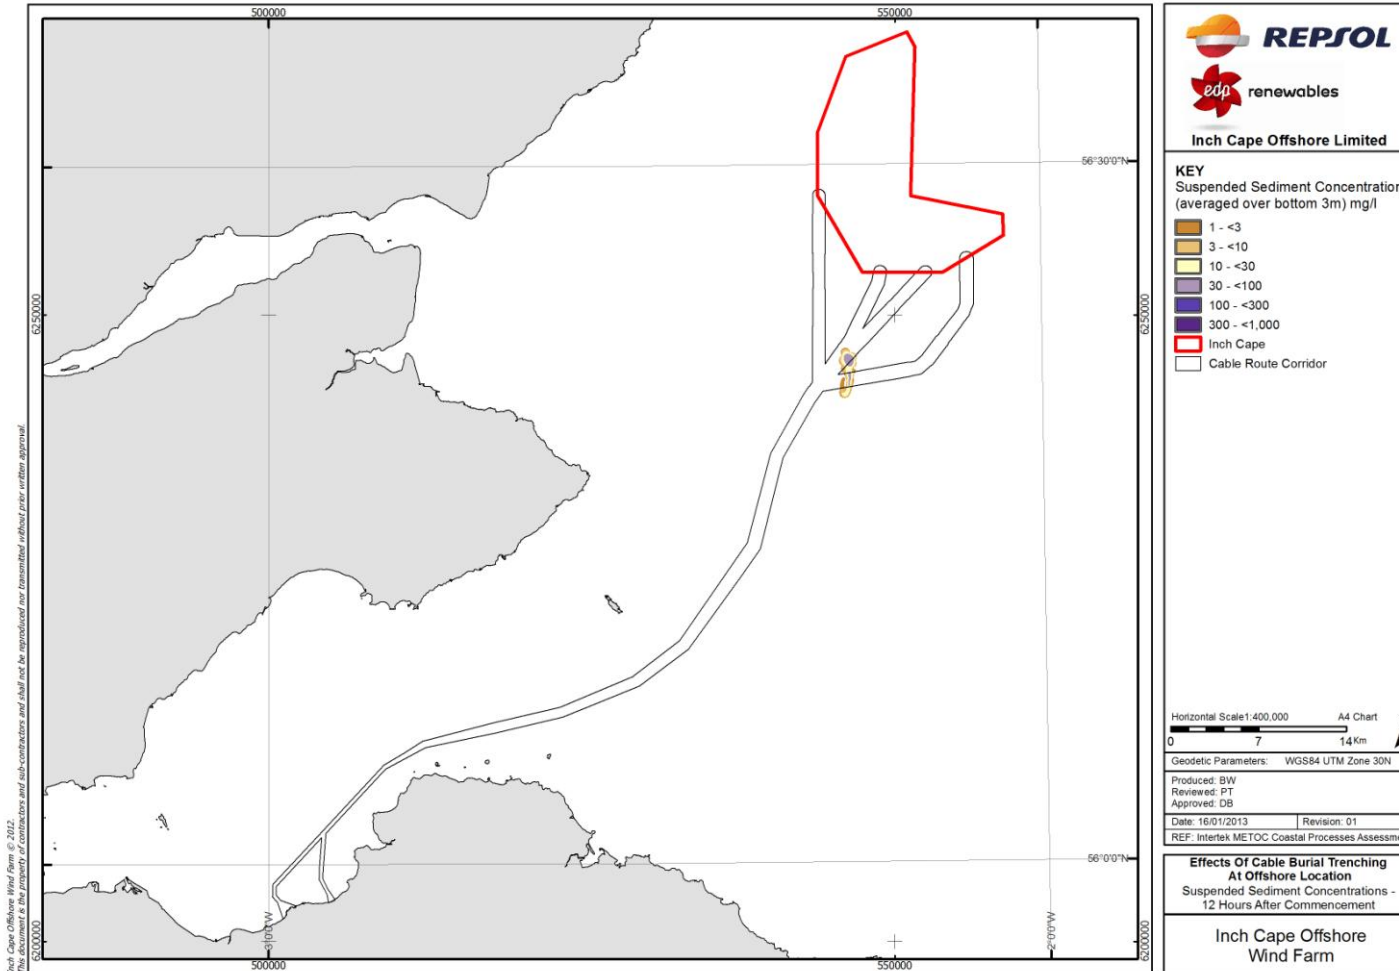 500000
550000
56°30'0"N
6250000
6250000
56°0'0"N
6200000
3°0'0"W
2°0'0"W
6200000
500000
550000
Inch Cape Offshore Wind Farm © 2012.
This document is the property of contractors and sub-contractors and shall not be reproduced nor transmitted without prior written approval.
REPSOL
edp renewables
Inch Cape Offshore Limited
KEY
Suspended Sediment Concentration
(averaged over bottom 3m) mg/l
1 - <3
3 - <10
10 - <30
30 - <100
100 - <300
300 - <1,000
Inch Cape
Cable Route Corridor
Horizontal Scale1:400,000 A4 Chart
0 7 14Km
Geodetic Parameters: WGS84 UTM Zone 30N
Produced: BW
Reviewed: PT
Approved: DB
Date: 16/01/2013 Revision: 01
REF: Intertek METOC Coastal Processes Assessme
Effects Of Cable Burial Trenching
At Offshore Location
Suspended Sediment Concentrations -
12 Hours After Commencement
Inch Cape Offshore
Wind Farm